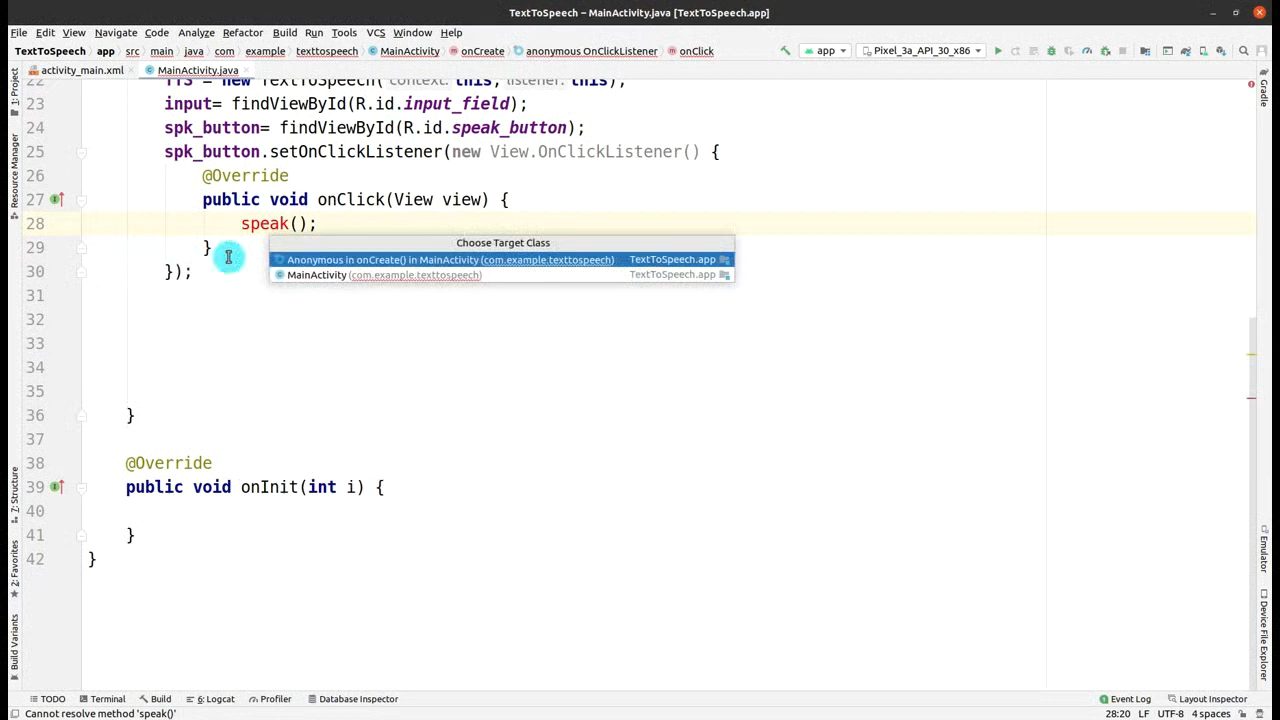 TextToSpeech – MainActivity.java [TextToSpeech.app]
File Edit View Navigate Code Analyze Refactor Build Run Tools VCS Window Help
TextToSpeech app src main java com example texttospeech MainActivity onCreate anonymous OnClickListener onClick app Pixel_3a_API_30_x86
activity_main.xml MainActivity.java
22 TTS = new TextToSpeech( context: this, listener: this);
23 input= findViewById(R.id.input_field);
24 spk_button= findViewById(R.id.speak_button);
25 spk_button.setOnClickListener(new View.OnClickListener() {
26 @Override
27 public void onClick(View view) {
28 speak();
29 }
Choose Target Class
Anonymous in onCreate() in MainActivity (com.example.texttospeech) TextToSpeech.app
30 });
MainActivity (com.example.texttospeech) TextToSpeech.app
31
32
33
34
35
36 }
37
38 @Override
39 public void onInit(int i) {
40
41 }
42 }
1: Project
Resource Manager
7: Structure
2: Favorites
Build Variants
Gradle
Emulator
Device File Explorer
TODO Terminal Build 6: Logcat Profiler Database Inspector Event Log Layout Inspector
Cannot resolve method 'speak()' 28:20 LF UTF-8 4 spaces